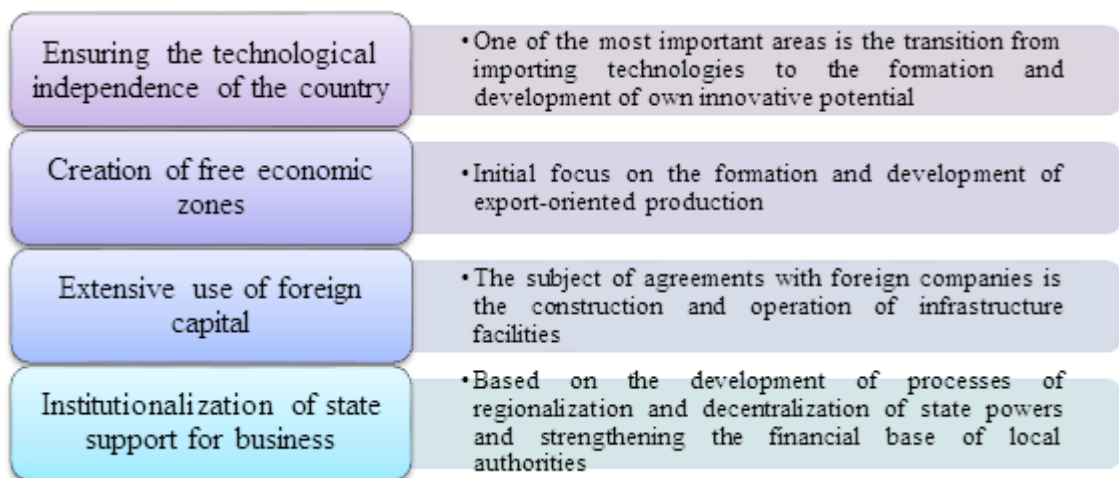 Ensuring the technological
independence of the country
•One of the most important areas is the transition from
importing technologies to the formation and
development of own innovative potential
Creation of free economic
zones
•Initial focus on the formation and development of
export-oriented production
Extensive use of foreign
capital
•The subject of agreements with foreign companies is
the construction and operation of infrastructure
facilities
Institutionalization of state
support for business
•Based on the development of processes of
regionalization and decentralization of state powers
and strengthening the financial base of local
authorities